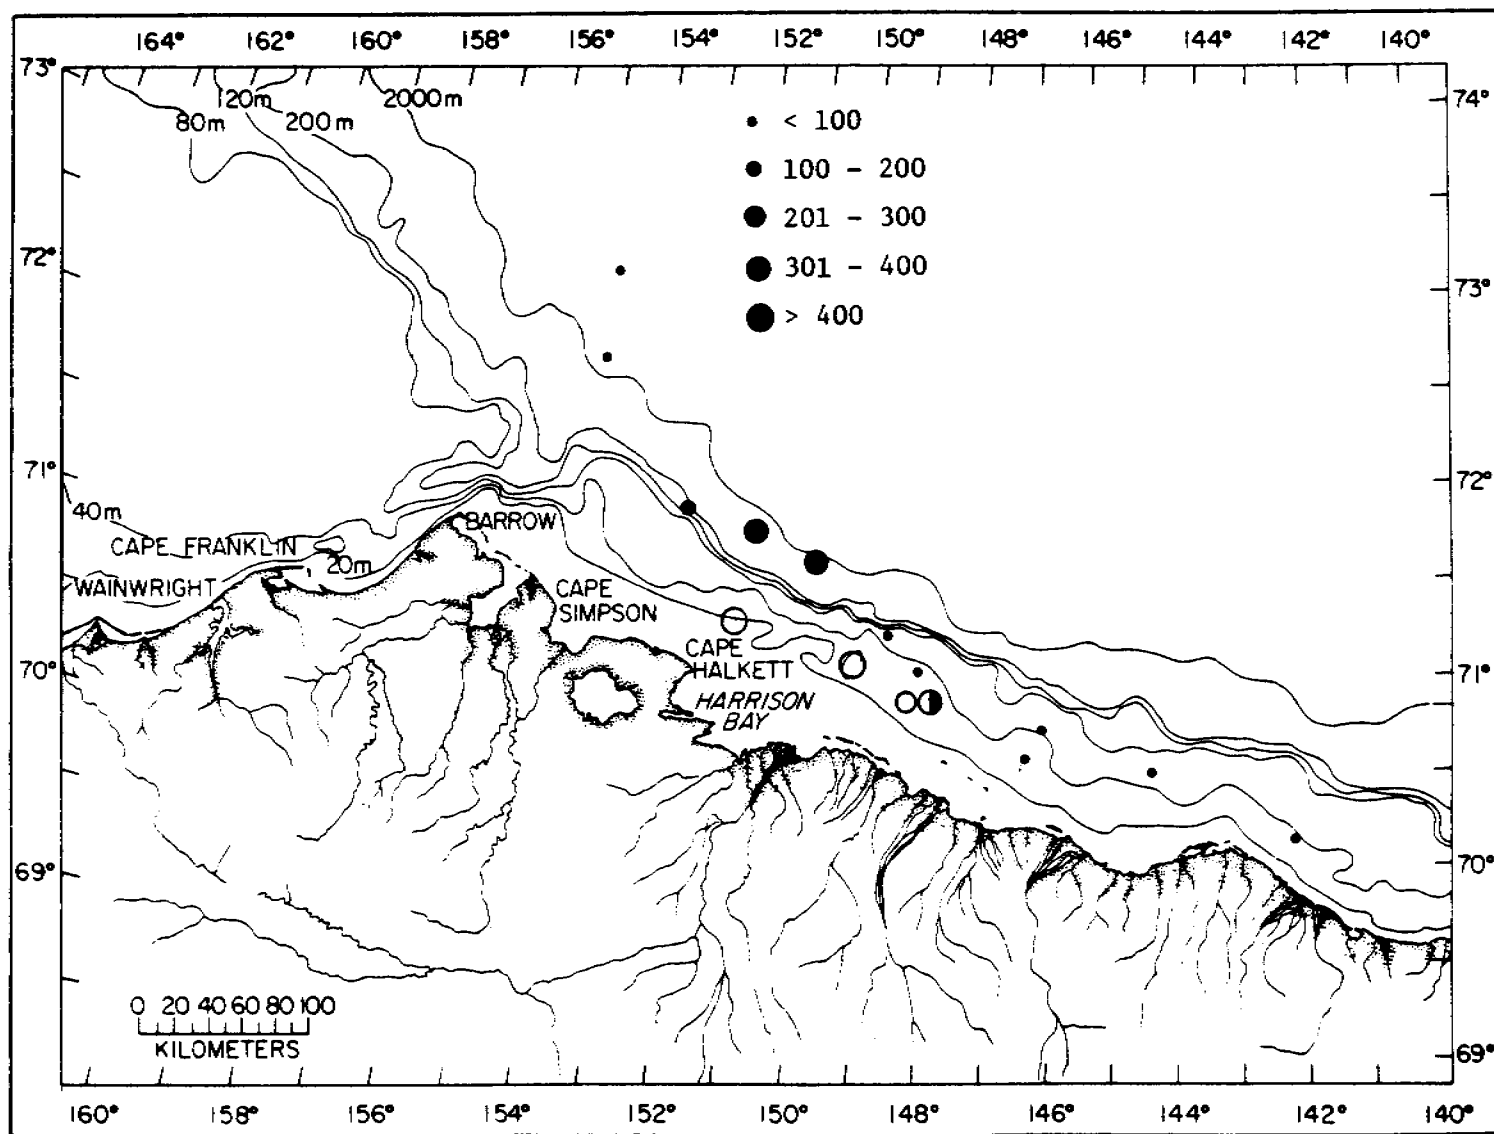 164° 162° 160° 158° 156° 154° 152° 150° 148° 146° 144° 142° 140°
73°
120m
2000m
80m
200m
74°
• < 100
● 100 - 200
● 201 - 300
● 301 - 400
● > 400
72°
73°
71°
72°
40m
BARROW
CAPE FRANKLIN
20m
WAINWRIGHT
CAPE
SIMPSON
CAPE
HALKETT
70°
71°
HARRISON
BAY
69°
70°
0 20 40 60 80 100
KILOMETERS
69°
160° 158° 156° 154° 152° 150° 148° 146° 144° 142° 140°